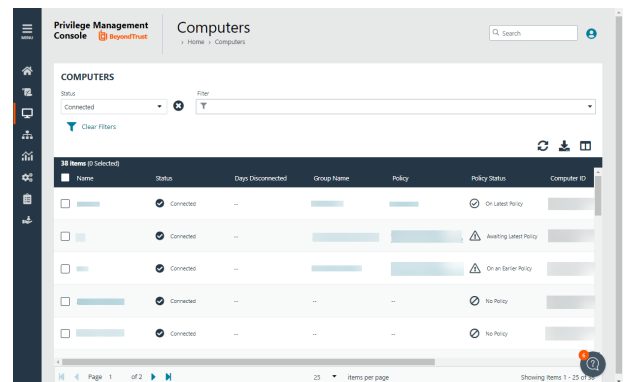 Privilege Management
Console BeyondTrust
Computers
› Home › Computers
Search
MENU
COMPUTERS
Status
Filter
Connected
Clear Filters
38 items (0 Selected)
Name Status Days Disconnected Group Name Policy Policy Status Computer ID
Connected -- On Latest Policy
Connected -- Awaiting Latest Policy
Connected -- On an Earlier Policy
Connected -- -- -- No Policy
Connected -- -- -- No Policy
6
Page 1 of 2 25 items per page Showing Items 1 - 25 of 38